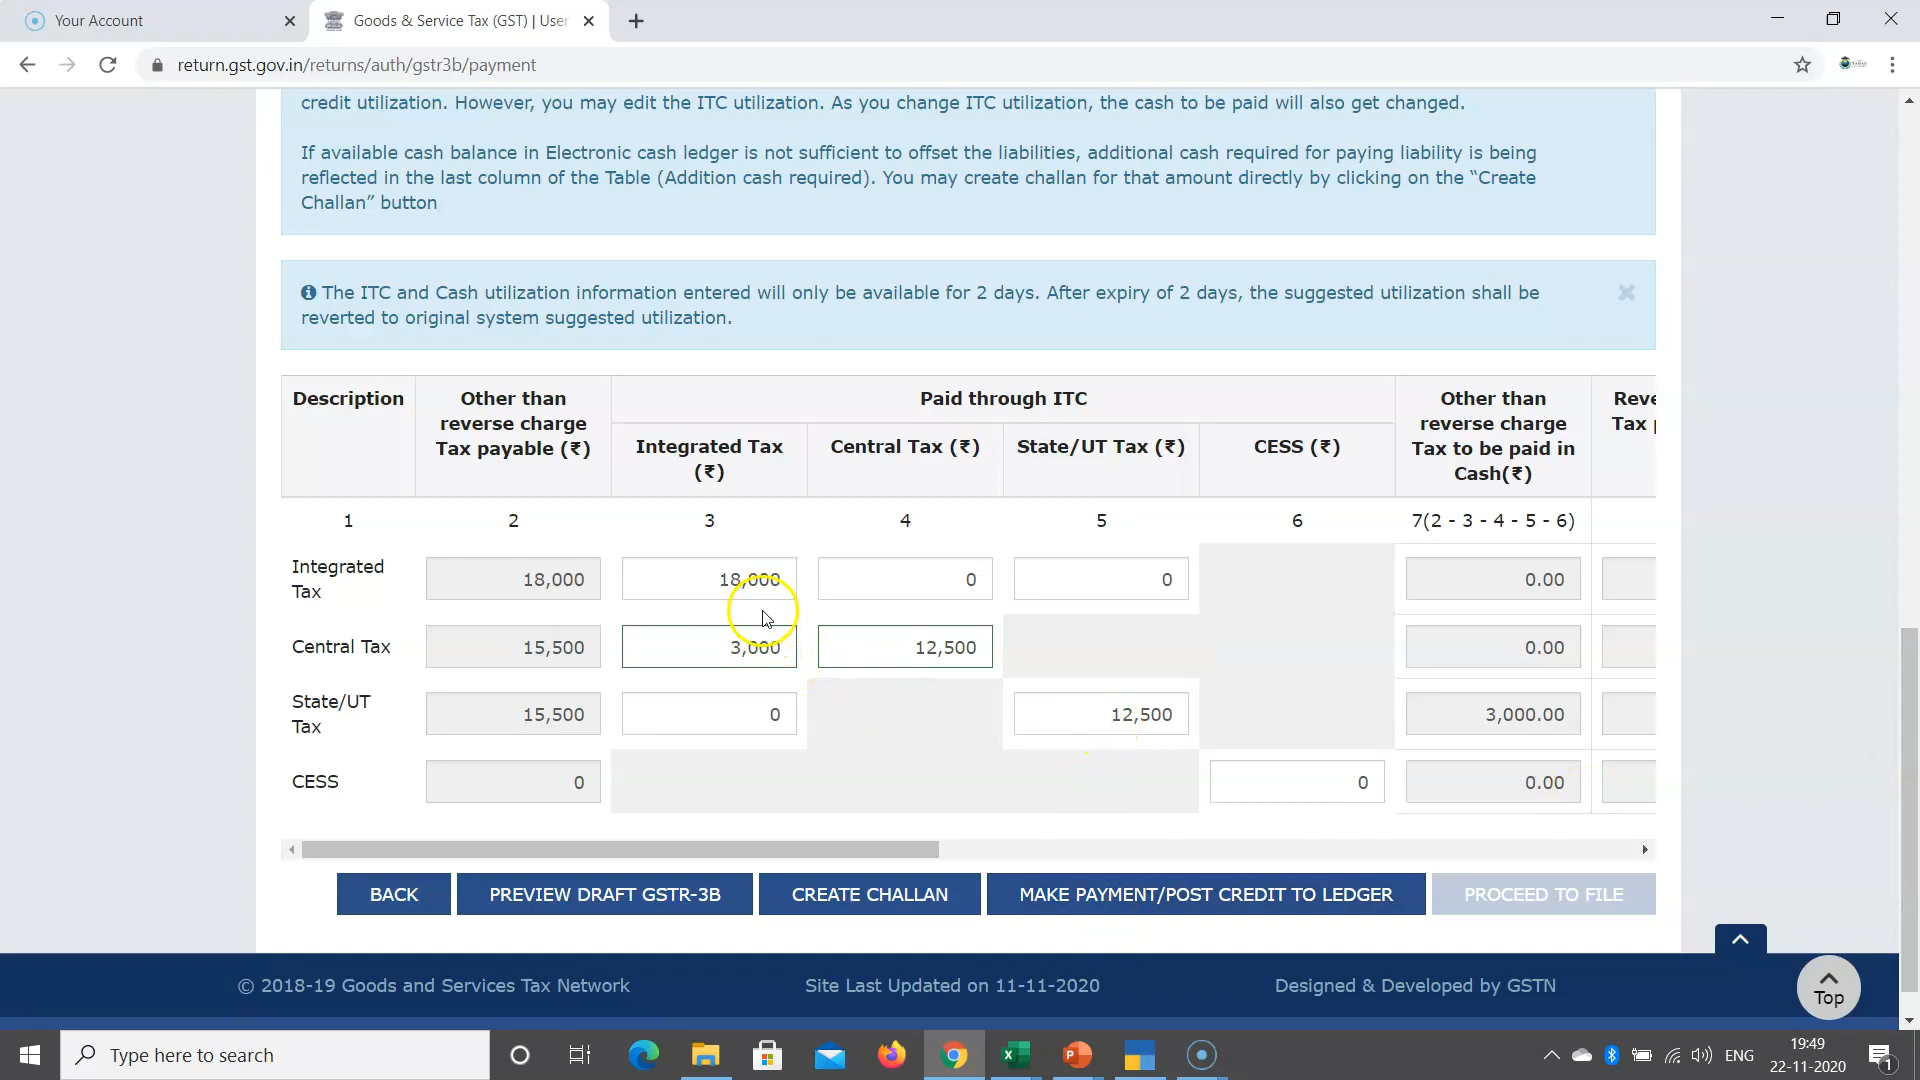 Your Account
Goods & Service Tax (GST) | User
return.gst.gov.in/returns/auth/gstr3b/payment
credit utilization. However, you may edit the ITC utilization. As you change ITC utilization, the cash to be paid will also get changed.
If available cash balance in Electronic cash ledger is not sufficient to offset the liabilities, additional cash required for paying liability is being
reflected in the last column of the Table (Addition cash required). You may create challan for that amount directly by clicking on the “Create
Challan” button
The ITC and Cash utilization information entered will only be available for 2 days. After expiry of 2 days, the suggested utilization shall be
reverted to original system suggested utilization.
Description
Other than
reverse charge
Tax payable (₹)
Paid through ITC
Integrated Tax
(₹)
Central Tax (₹)
State/UT Tax (₹)
CESS (₹)
Other than
reverse charge
Tax to be paid in
Cash(₹)
Reve
Tax p
1 2 3 4 5 6 7(2 - 3 - 4 - 5 - 6)
Integrated
Tax
18,000 18,000 0 0 0.00
Central Tax 15,500 3,000 12,500 0.00
State/UT
Tax
15,500 0 12,500 3,000.00
CESS 0 0 0.00
BACK
PREVIEW DRAFT GSTR-3B
CREATE CHALLAN
MAKE PAYMENT/POST CREDIT TO LEDGER
PROCEED TO FILE
© 2018-19 Goods and Services Tax Network
Site Last Updated on 11-11-2020
Designed & Developed by GSTN
Top
Type here to search
ENG
19:49
22-11-2020
1